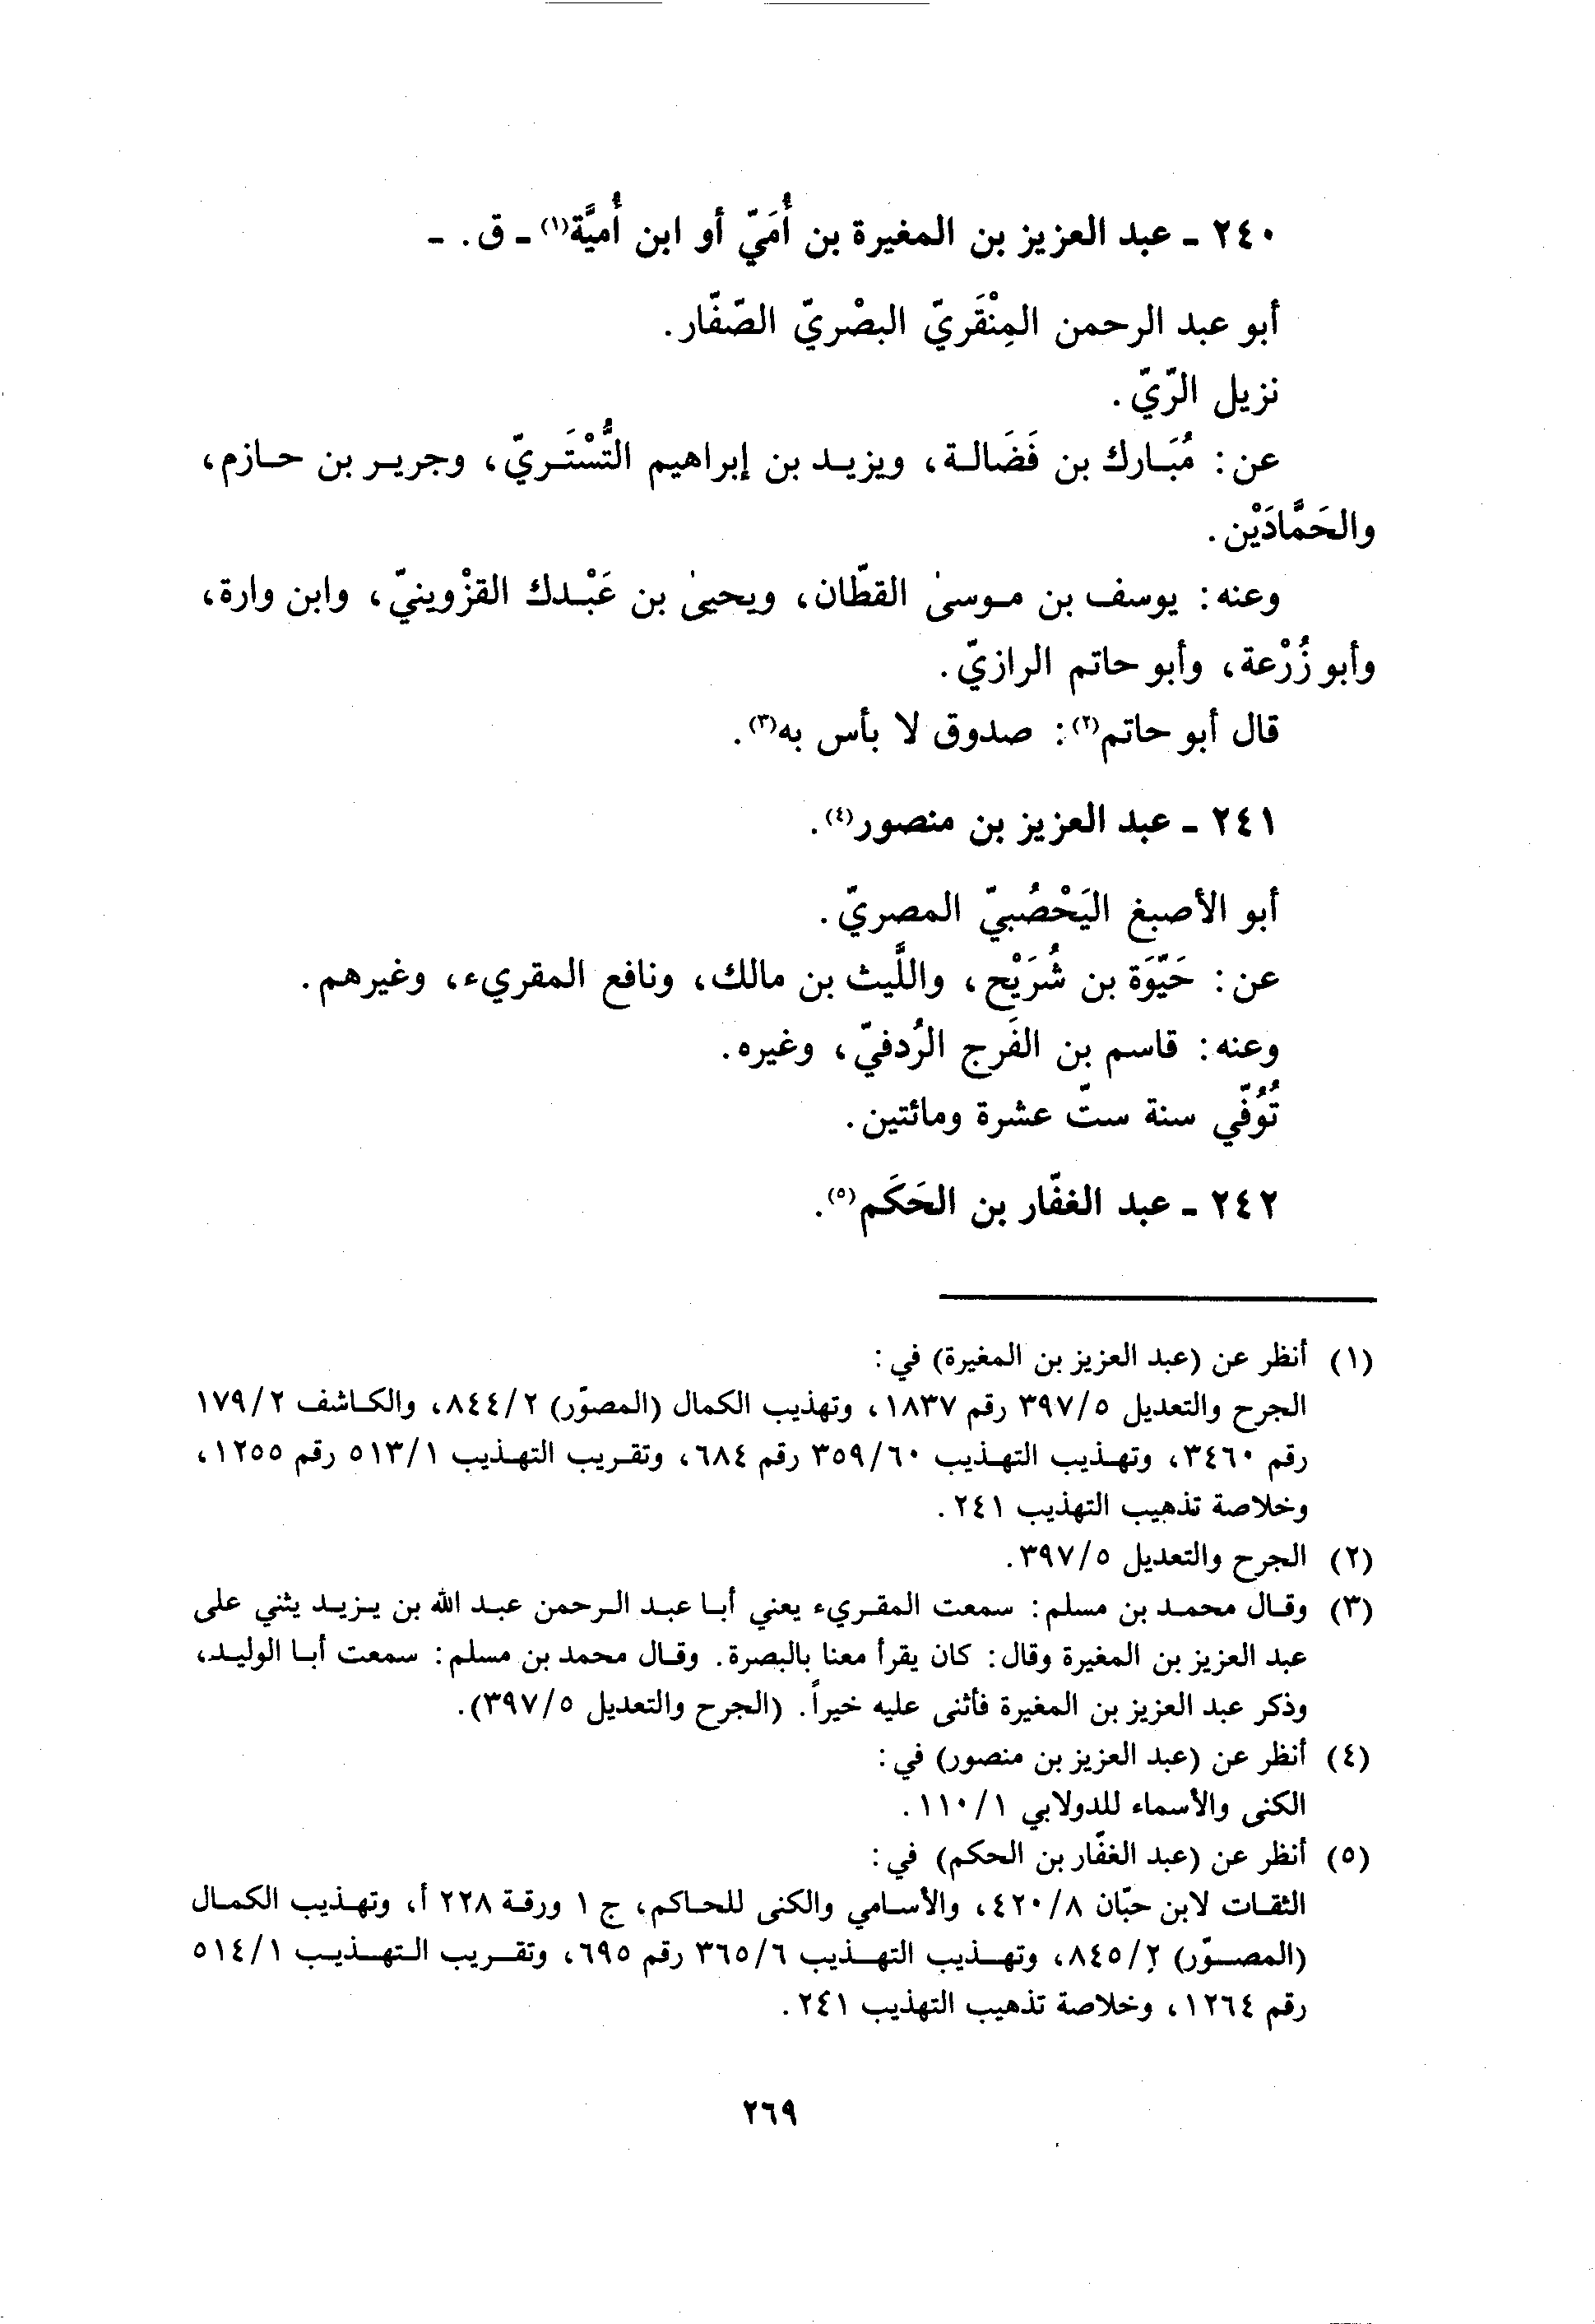 ٢٤٠ - عبد العزيز بن المغيرة بن أُمَيّ أو ابن أُميَّة(١) - ق. -
أبو عبد الرحمن المِنْقَريّ البصْريّ الصّفّار.
نزيل الرّيّ.
عن: مُبَارك بن فَضَالة، ويزيد بن إبراهيم التُّسْتَريّ، وجرير بن حازم،
والحَمَّادَيْن.
وعنه: يوسف بن موسىٰ القطّان، ويحيىٰ بن عَبْدك القزْوينيّ، وابن وارة،
وأبو زُرْعة، وأبو حاتم الرازيّ.
قال أبو حاتم(٢): صدوق لا بأس به(٣).
٢٤١ - عبد العزيز بن منصور(٤).
أبو الأصبغ اليَحْصُبيّ المصريّ.
عن: حَيْوَة بن شُرَيْح، واللَّيث بن مالك، ونافع المقريء، وغيرهم.
وعنه: قاسم بن الفَرج الرُدفيّ، وغيره.
تُوُفّي سنة ستّ عشرة ومائتين.
٢٤٢ - عبد الغفّار بن الحَكَم(٥).
(١) أنظر عن (عبد العزيز بن المغيرة) في:
الجرح والتعديل ٣٩٧/٥ رقم ١٨٣٧، وتهذيب الكمال (المصوّر) ٨٤٤/٢، والكاشف ١٧٩/٢
رقم ٣٤٦٠، وتهذيب التهذيب ٣٥٩/٦٠ رقم ٦٨٤، وتقريب التهذيب ٥١٣/١ رقم ١٢٥٥،
وخلاصة تذهيب التهذيب ٢٤١.
(٢) الجرح والتعديل ٣٩٧/٥.
(٣) وقال محمد بن مسلم: سمعت المقريء يعني أبا عبد الرحمن عبد الله بن يزيد يثني على
عبد العزيز بن المغيرة وقال: كان يقرأ معنا بالبصرة. وقال محمد بن مسلم: سمعت أبا الوليد،
وذكر عبد العزيز بن المغيرة فأثنى عليه خيراً. (الجرح والتعديل ٣٩٧/٥).
(٤) أنظر عن (عبد العزيز بن منصور) في:
الكنى والأسماء للدولابي ١١٠/١.
(٥) أنظر عن (عبد الغفّار بن الحكم) في:
الثقات لابن حبّان ٤٢٠/٨، والأسامي والكنى للحاكم، ج ١ ورقة ٢٢٨ أ، وتهذيب الكمال
(المصوّر) ٨٤٥/٢، وتهذيب التهذيب ٣٦٥/٦ رقم ٦٩٥، وتقريب التهذيب ٥١٤/١
رقم ١٢٦٤، وخلاصة تذهيب التهذيب ٢٤١.
٢٦٩